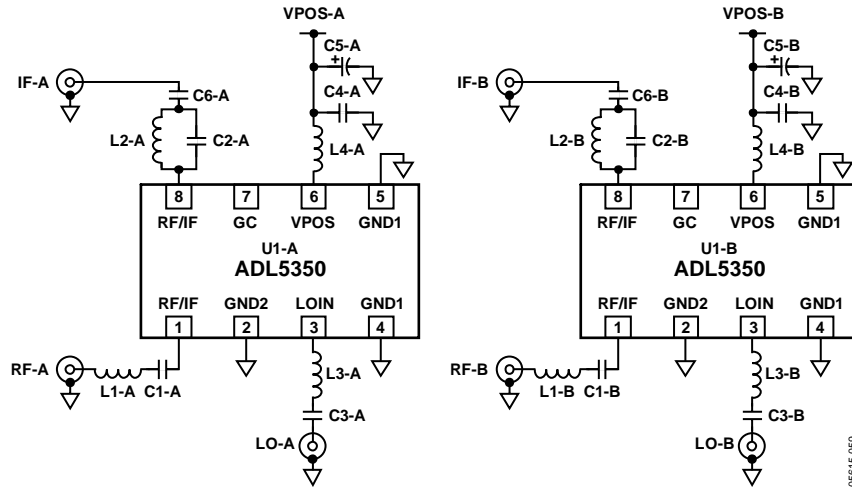 VPOS-A
VPOS-B
C5-A
+
C5-B
+
IF-A
IF-B
C6-A
C4-A
C6-B
C4-B
L2-A
C2-A
L4-A
L2-B
C2-B
L4-B
8 7 6 5
RF/IF GC VPOS GND1
U1-A
ADL5350
RF/IF GND2 LOIN GND1
1 2 3 4
8 7 6 5
RF/IF GC VPOS GND1
U1-B
ADL5350
RF/IF GND2 LOIN GND1
1 2 3 4
RF-A
L1-A
C1-A
L3-A
C3-A
LO-A
RF-B
L1-B
C1-B
L3-B
C3-B
LO-B
05615-059